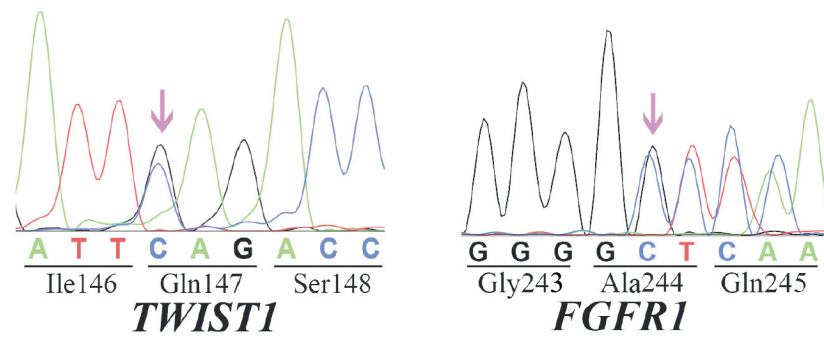 A T T C A G A C C
Ile146 Gln147 Ser148
TWIST1
G G G G C T C A A
Gly243 Ala244 Gln245
FGFR1